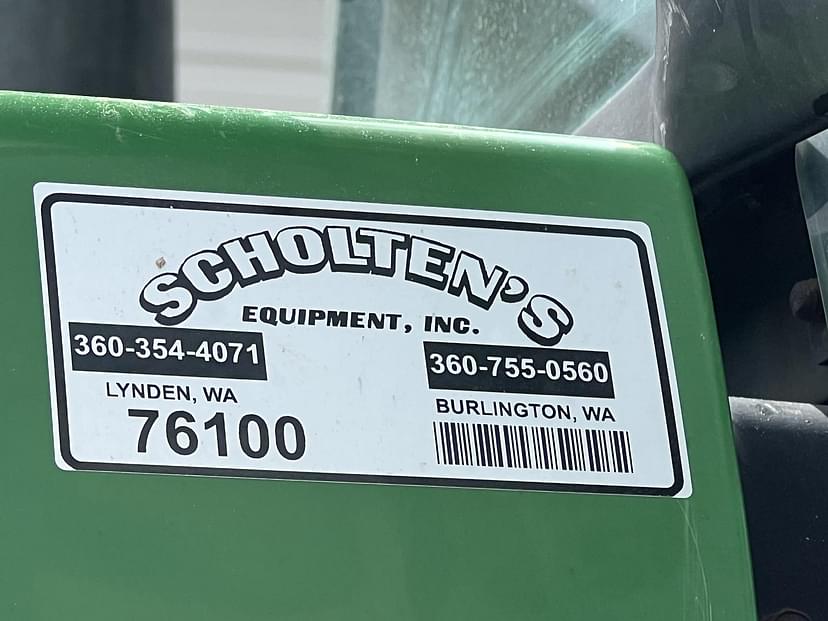 SCHOLTEN'S
EQUIPMENT, INC.
360-354-4071
LYNDEN, WA
76100
360-755-0560
BURLINGTON, WA